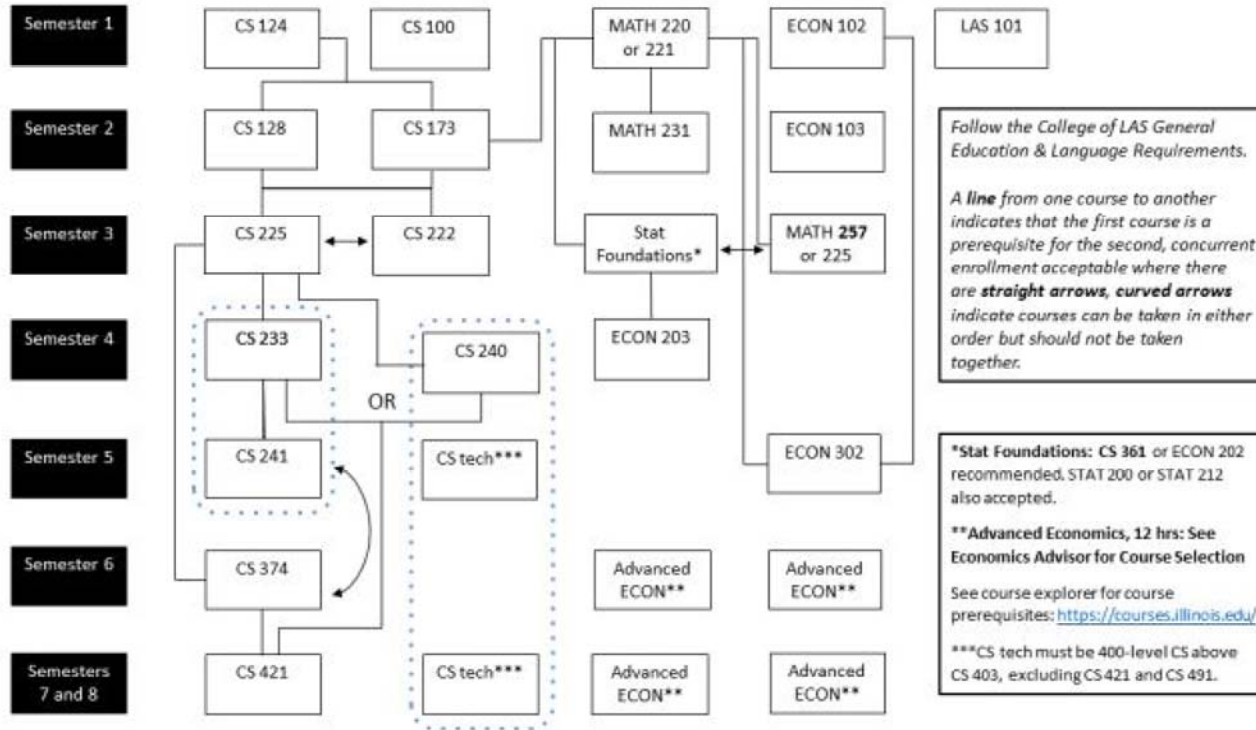 Semester 1
CS 124
CS 100
MATH 220
or 221
ECON 102
LAS 101
Semester 2
CS 128
CS 173
MATH 231
ECON 103
Semester 3
CS 225
CS 222
Stat
Foundations*
MATH 257
or 225
Semester 4
CS 233
CS 240
ECON 203
OR
Semester 5
CS 241
CS tech***
ECON 302
Semester 6
CS 374
Advanced
ECON**
Advanced
ECON**
Semesters
7 and 8
CS 421
CS tech***
Advanced
ECON**
Advanced
ECON**
Follow the College of LAS General
Education & Language Requirements.
A line from one course to another
indicates that the first course is a
prerequisite for the second, concurrent
enrollment acceptable where there
are straight arrows, curved arrows
indicate courses can be taken in either
order but should not be taken
together.
*Stat Foundations: CS 361 or ECON 202
recommended. STAT 200 or STAT 212
also accepted.
**Advanced Economics, 12 hrs: See
Economics Advisor for Course Selection
See course explorer for course
prerequisites: https://courses.illinois.edu/
***CS tech must be 400-level CS above
CS 403, excluding CS 421 and CS 491.